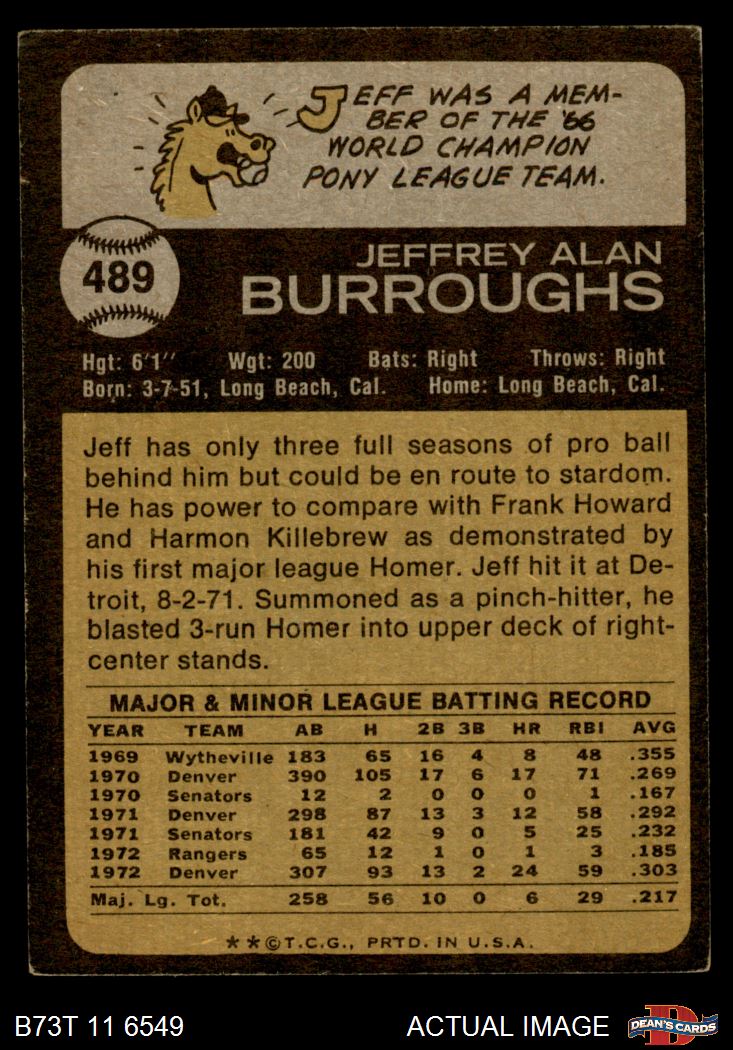 JEFF WAS A MEM-
BER OF THE '66
WORLD CHAMPION
PONY LEAGUE TEAM.
489
JEFFREY ALAN
BURROUGHS
Hgt: 6'1" Wgt: 200 Bats: Right Throws: Right
Born: 3-7-51, Long Beach, Cal. Home: Long Beach, Cal.
Jeff has only three full seasons of pro ball
behind him but could be en route to stardom.
He has power to compare with Frank Howard
and Harmon Killebrew as demonstrated by
his first major league Homer. Jeff hit it at De-
troit, 8-2-71. Summoned as a pinch-hitter, he
blasted 3-run Homer into upper deck of right-
center stands.
MAJOR & MINOR LEAGUE BATTING RECORD
YEAR TEAM AB H 2B 3B HR RBI AVG
1969 Wytheville 183 65 16 4 8 48 .355
1970 Denver 390 105 17 6 17 71 .269
1970 Senators 12 2 0 0 0 1 .167
1971 Denver 298 87 13 3 12 58 .292
1971 Senators 181 42 9 0 5 25 .232
1972 Rangers 65 12 1 0 1 3 .185
1972 Denver 307 93 13 2 24 59 .303
Maj. Lg. Tot. 258 56 10 0 6 29 .217
**©T.C.G., PRTD. IN U.S.A.
B73T 11 6549 ACTUAL IMAGE D DEAN'S CARDS